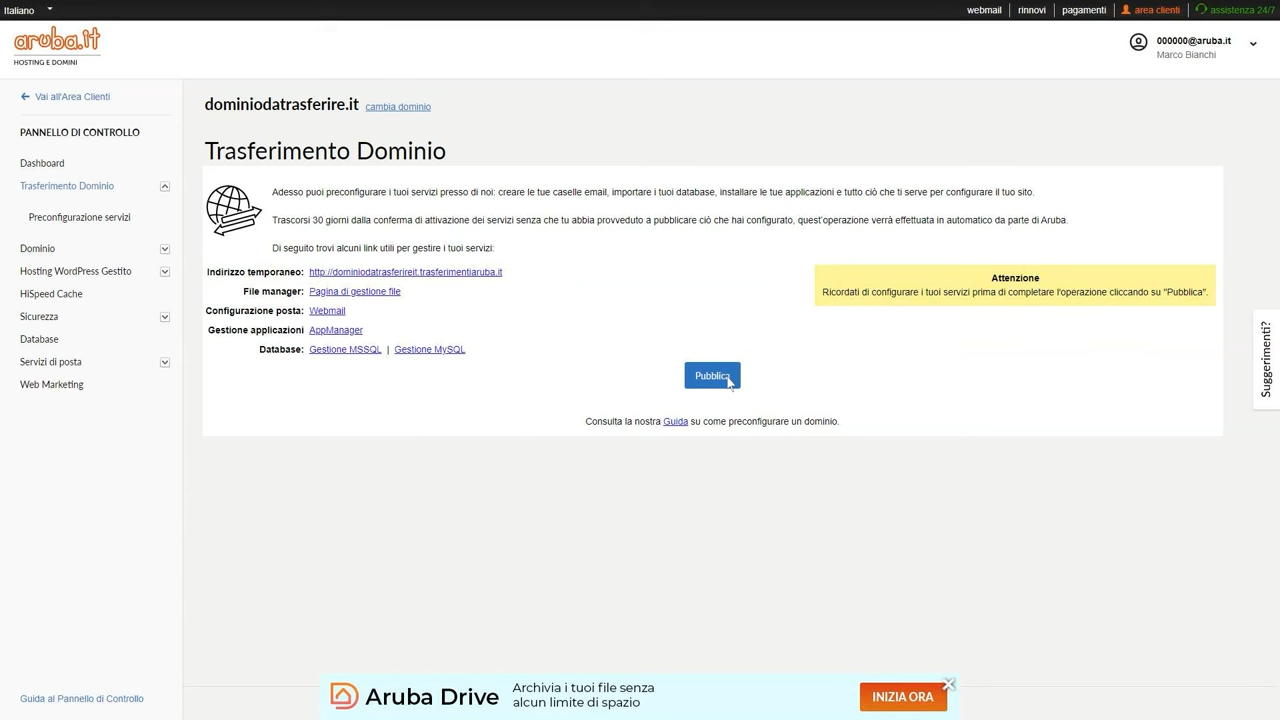 Italiano
webmail
rinnovi
pagamenti
area clienti
assistenza 24/7
aruba.it
HOSTING E DOMINI
000000@aruba.it
Marco Bianchi
Vai all'Area Clienti
PANNELLO DI CONTROLLO
Dashboard
Trasferimento Dominio
Preconfigurazione servizi
Dominio
Hosting WordPress Gestito
HiSpeed Cache
Sicurezza
Database
Servizi di posta
Web Marketing
Guida al Pannello di Controllo
dominiodatrasferire.it cambia dominio
Trasferimento Dominio
Adesso puoi preconfigurare i tuoi servizi presso di noi: creare le tue caselle email, importare i tuoi database, installare le tue applicazioni e tutto ciò che ti serve per configurare il tuo sito.
Trascorsi 30 giorni dalla conferma di attivazione dei servizi senza che tu abbia provveduto a pubblicare ciò che hai configurato, quest'operazione verrà effettuata in automatico da parte di Aruba.
Di seguito trovi alcuni link utili per gestire i tuoi servizi:
Indirizzo temporaneo: http://dominiodatrasferireit.trasferimentiaruba.it
File manager: Pagina di gestione file
Configurazione posta: Webmail
Gestione applicazioni AppManager
Database: Gestione MSSQL | Gestione MySQL
Attenzione
Ricordati di configurare i tuoi servizi prima di completare l'operazione cliccando su "Pubblica".
Pubblica
Consulta la nostra Guida su come preconfigurare un dominio.
Suggerimenti?
Aruba Drive
Archivia i tuoi file senza
alcun limite di spazio
INIZIA ORA